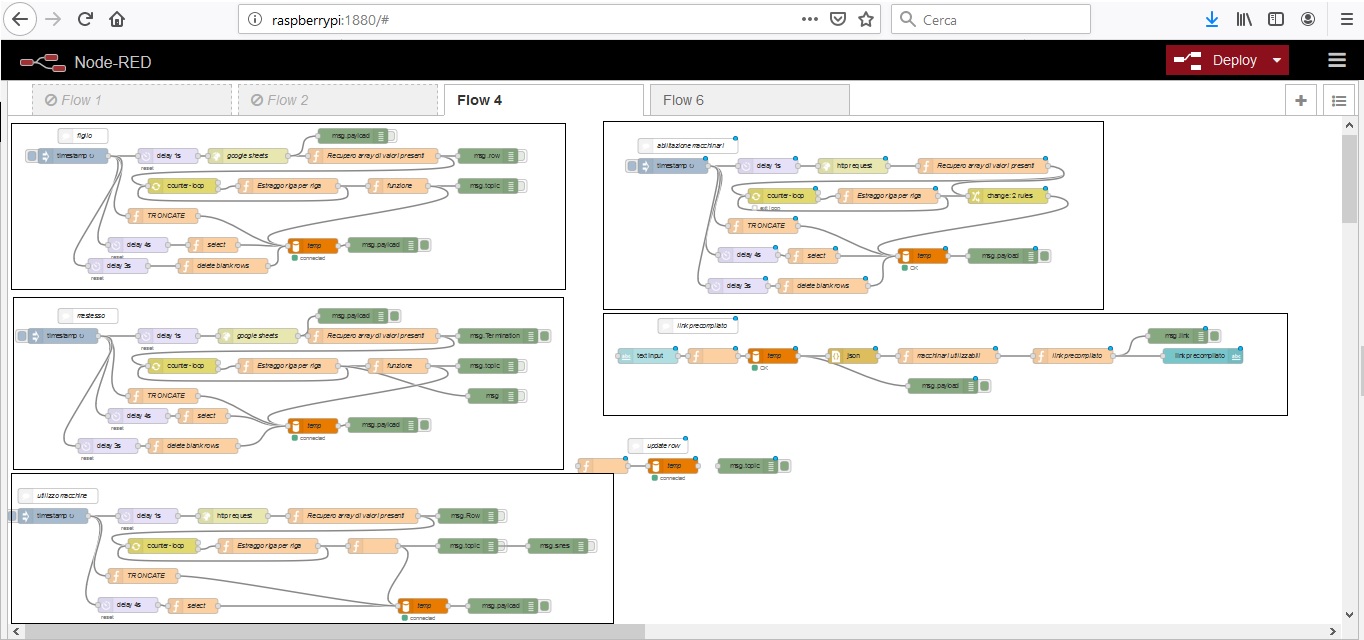 raspberrypi:1880/#
Cerca
Node-RED
Deploy
Flow 1
Flow 2
Flow 4
Flow 6
figlio
msg.payload
timestamp ↻
delay 1s
google sheets
Recupero array di valori presenti
msg.row
reset
counter-loop
Estraggo riga per riga
funzione
msg.topic
TRONCATE
delay 4s
select
temp
msg.payload
reset
connected
delay 3s
delete blank rows
reset
mestesso
msg.payload
timestamp ↻
delay 1s
google sheets
Recupero array di valori presenti
msg.Termination
reset
counter-loop
Estraggo riga per riga
funzione
msg.topic
TRONCATE
msg
delay 4s
select
temp
msg.payload
reset
connected
delay 3s
delete blank rows
reset
utilizzo macchine
timestamp ↻
delay 1s
http request
Recupero array di valori presenti
msg.Row
reset
counter-loop
Estraggo riga per riga
msg.topic
msg.snes
TRONCATE
delay 4s
select
temp
msg.payload
reset
connected
abilitazione macchinari
timestamp ↻
delay 1s
http request
Recupero array di valori presenti
counter-loop
Estraggo riga per riga
change: 2 rules
TRONCATE
delay 4s
select
temp
msg.payload
OK
delay 3s
delete blank rows
link precompilato
msg.link
text input
temp
json
macchinari utilizzabili
link precompilato
link precompilato
OK
msg.payload
update row
temp
msg.topic
connected